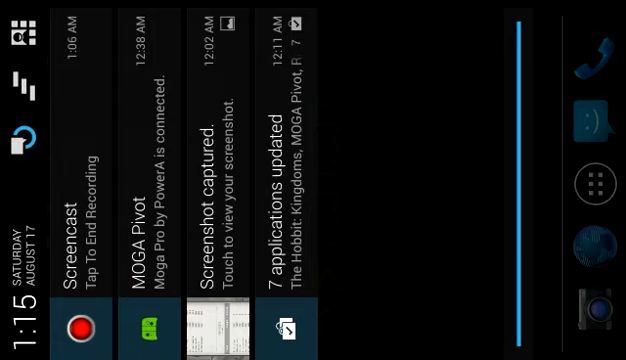 1:15 SATURDAY
AUGUST 17
Screencast 1:06 AM
Tap To End Recording
MOGA Pivot 12:38 AM
Moga Pro by PowerA is connected.
Screenshot captured. 12:02 AM
Touch to view your screenshot.
7 applications updated 12:11 AM
The Hobbit: Kingdoms, MOGA Pivot, R 7